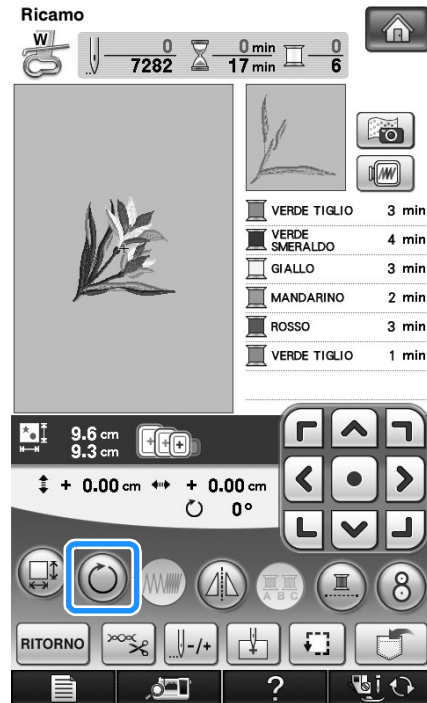 Ricamo
W
0 0 min 0
7282 17 min 6
VERDE TIGLIO 3 min
VERDE SMERALDO 4 min
GIALLO 3 min
MANDARINO 2 min
ROSSO 3 min
VERDE TIGLIO 1 min
9.6 cm
9.3 cm
+ 0.00 cm + 0.00 cm
0°
A B C
8
RITORNO
-/+
?